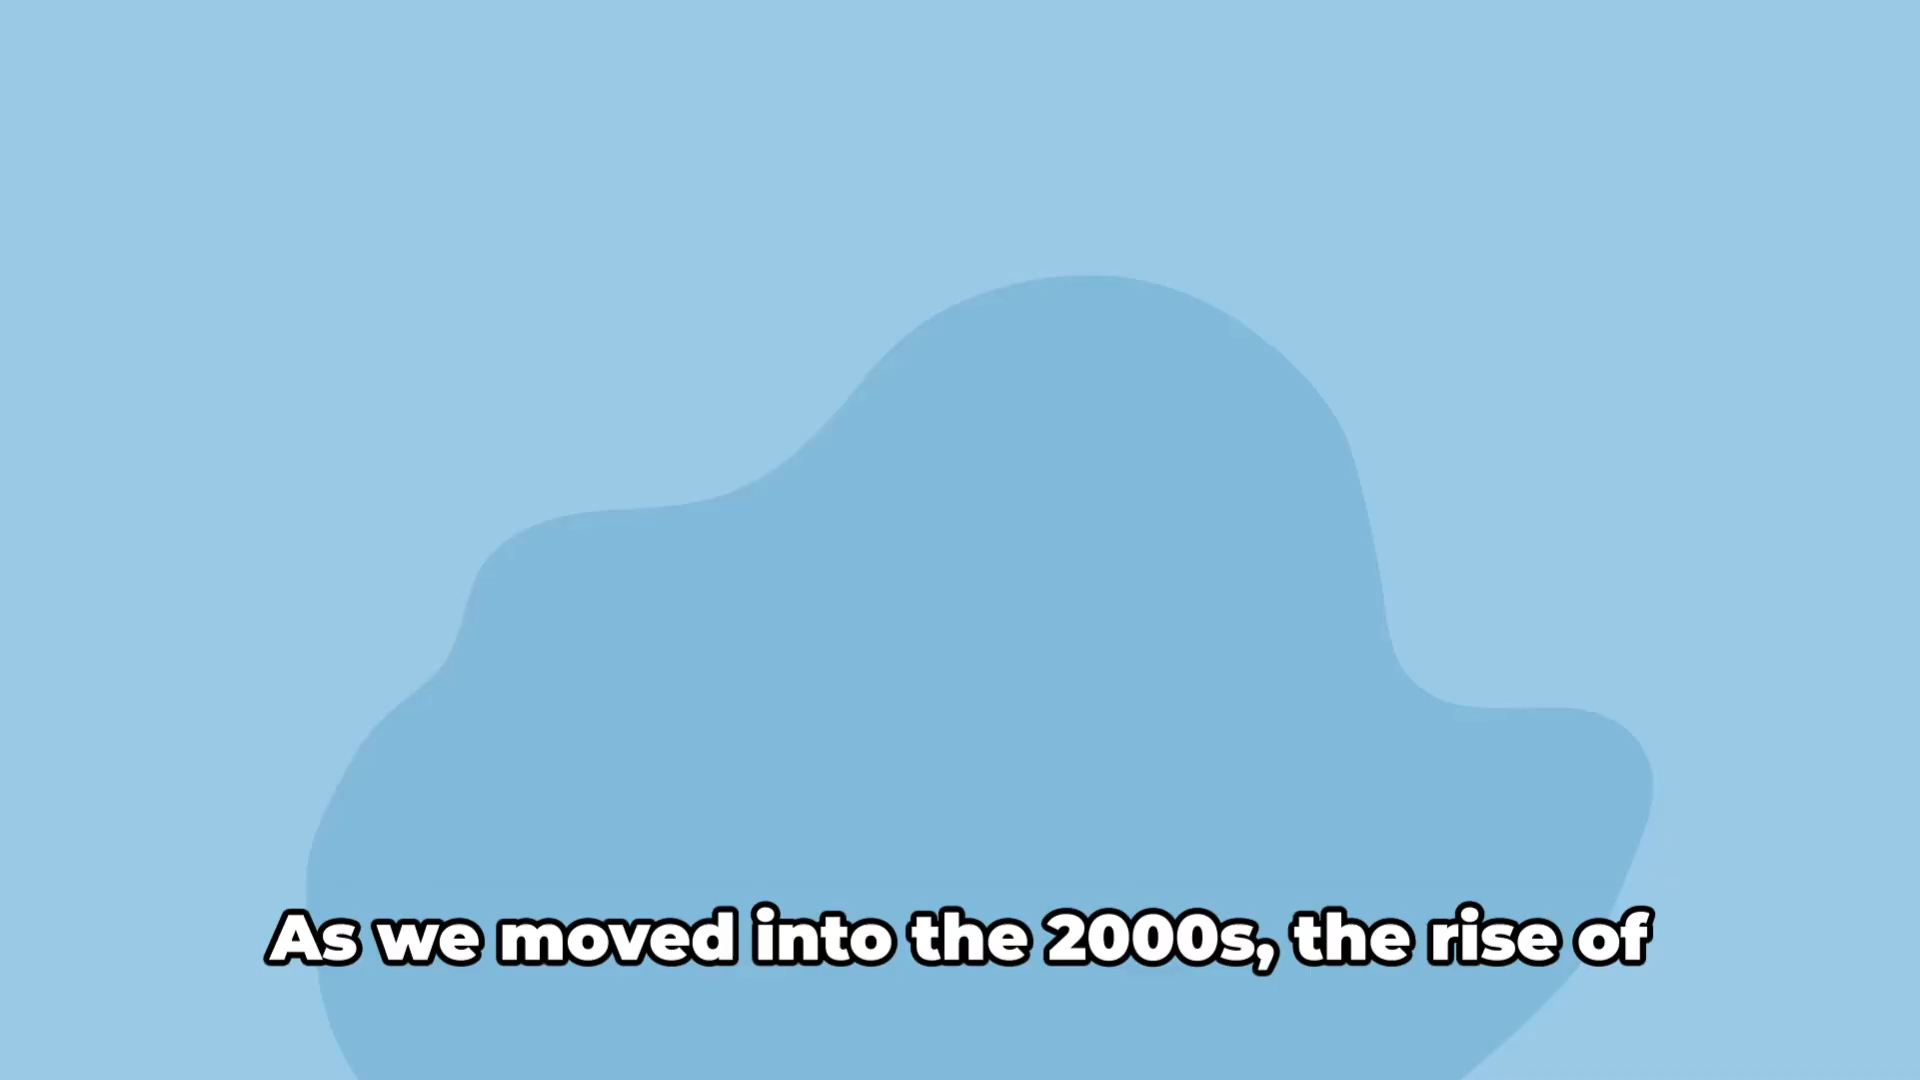 As we moved into the 2000s, the rise of